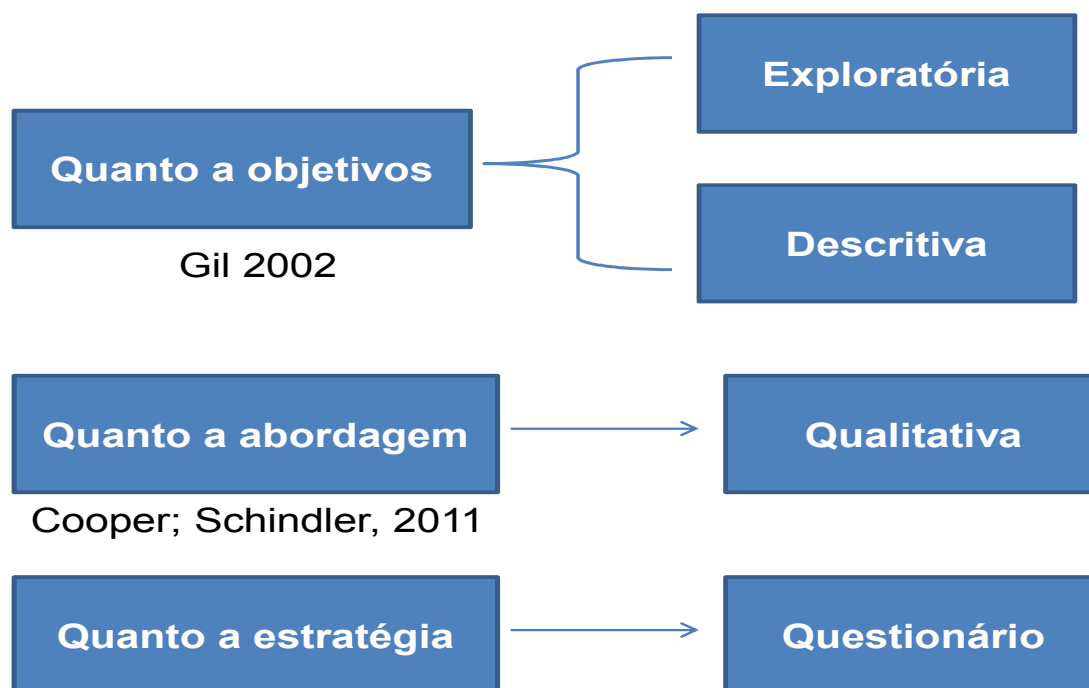 Exploratória
Quanto a objetivos
Descritiva
Gil 2002
Quanto a abordagem
Qualitativa
Cooper; Schindler, 2011
Quanto a estratégia
Questionário